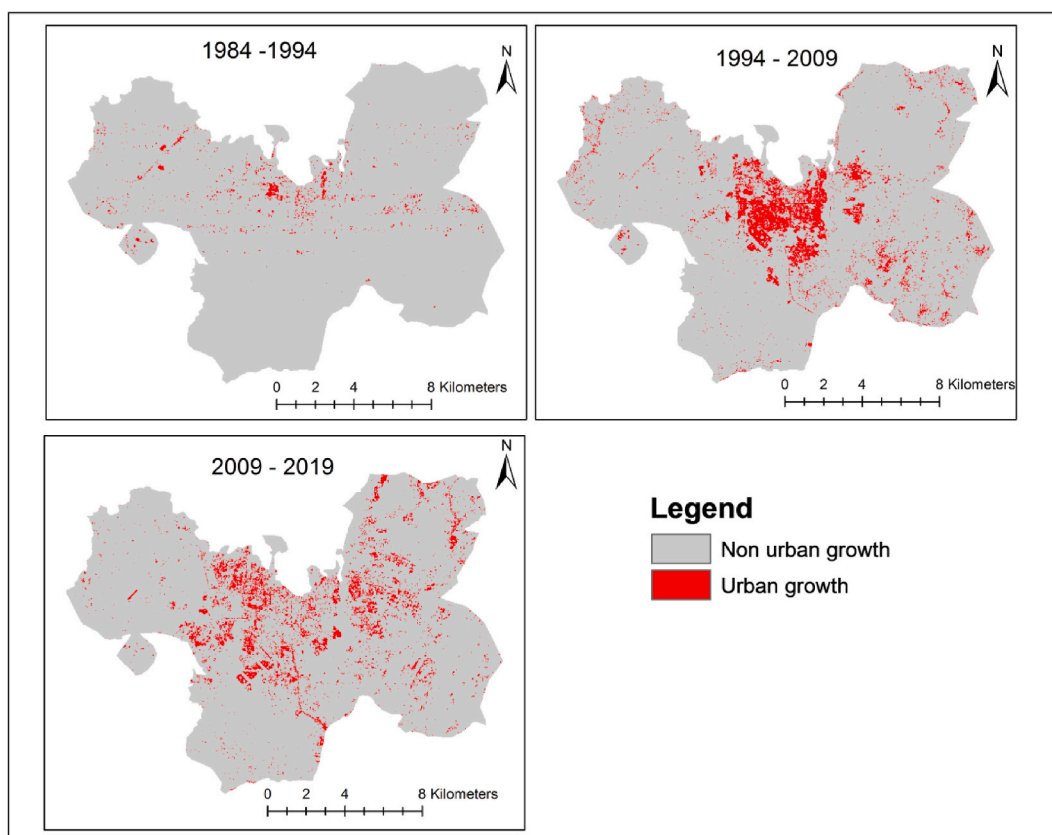 1984 -1994
N
0 2 4 8 Kilometers
1994 - 2009
N
0 2 4 8 Kilometers
2009 - 2019
N
0 2 4 8 Kilometers
Legend
Non urban growth
Urban growth